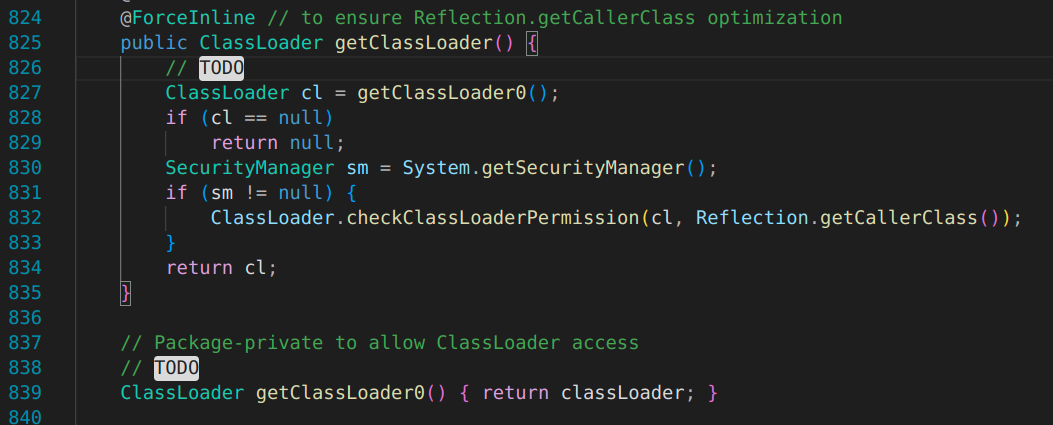 824 @ForceInline // to ensure Reflection.getCallerClass optimization
825 public ClassLoader getClassLoader() {
826 // TODO
827 ClassLoader cl = getClassLoader0();
828 if (cl == null)
829 return null;
830 SecurityManager sm = System.getSecurityManager();
831 if (sm != null) {
832 ClassLoader.checkClassLoaderPermission(cl, Reflection.getCallerClass());
833 }
834 return cl;
835 }
836
837 // Package-private to allow ClassLoader access
838 // TODO
839 ClassLoader getClassLoader0() { return classLoader; }
840